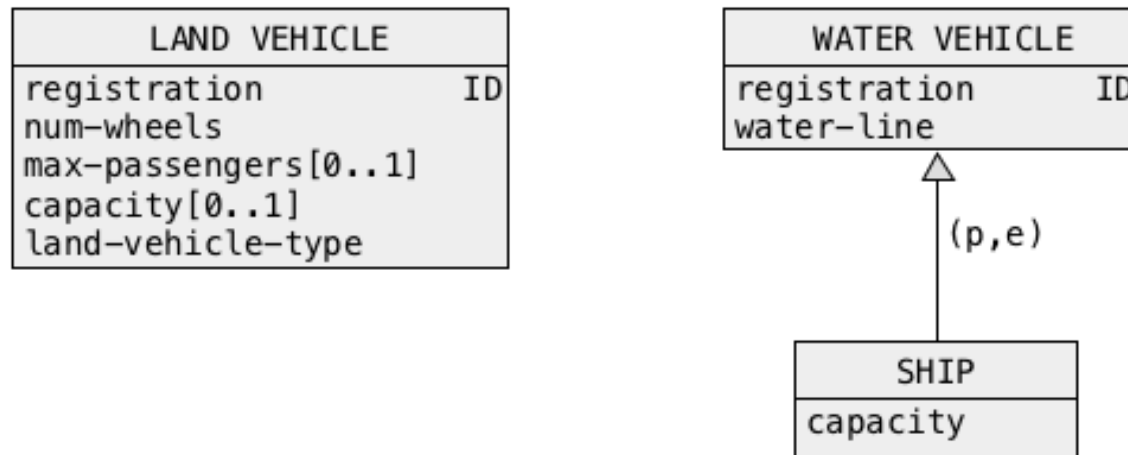 LAND VEHICLE
registration ID
num-wheels
max-passengers[0..1]
capacity[0..1]
land-vehicle-type
WATER VEHICLE
registration ID
water-line
(p,e)
SHIP
capacity